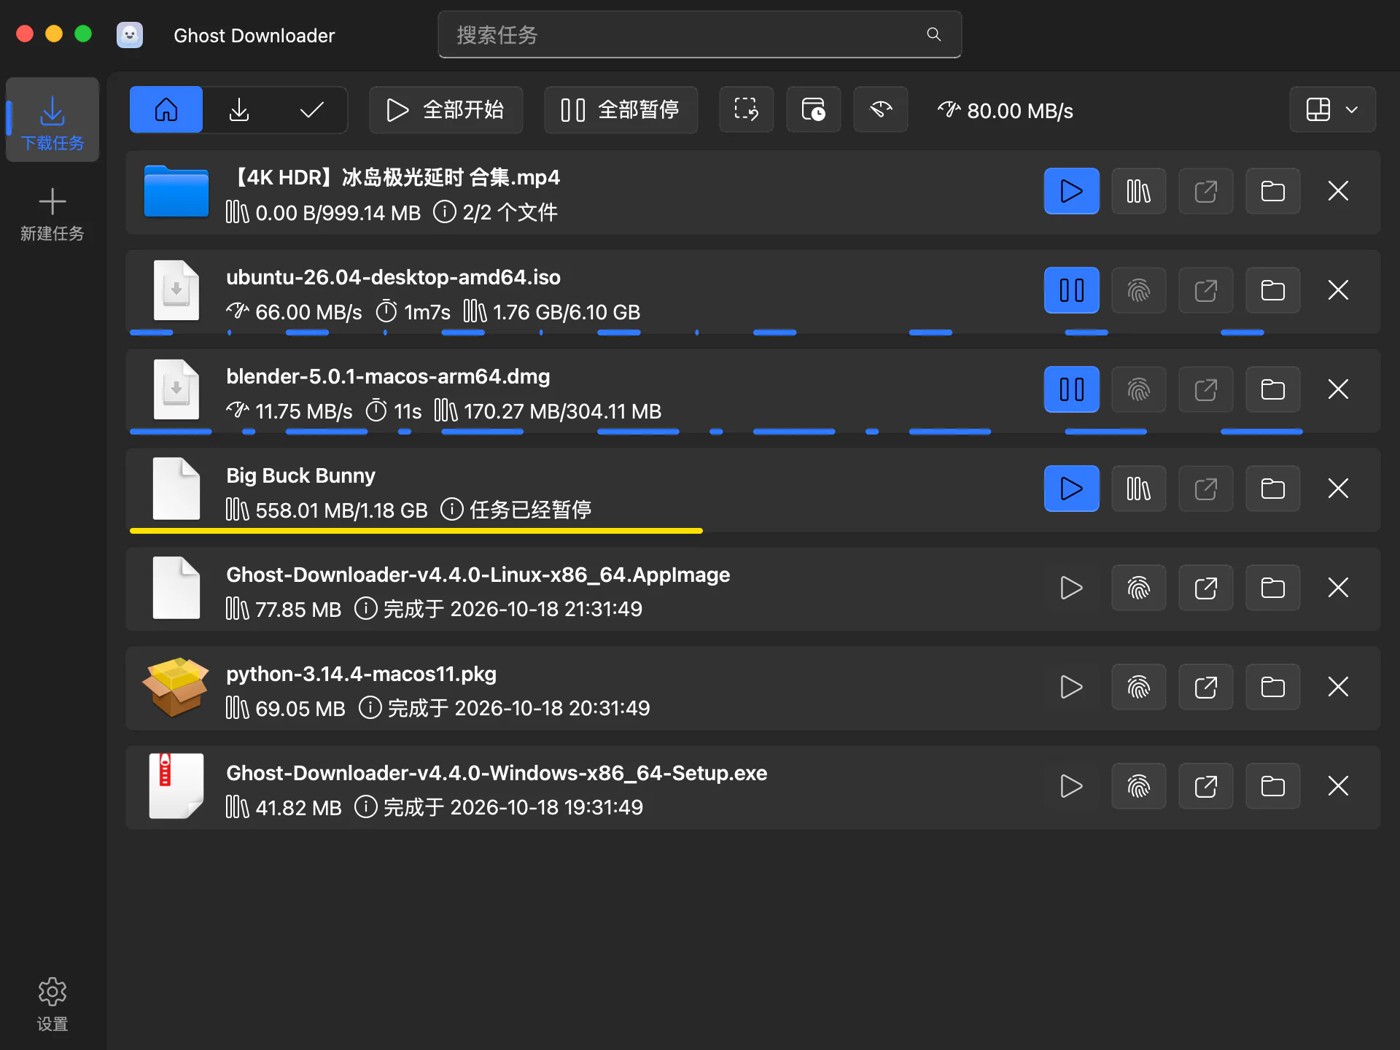 Ghost Downloader
搜索任务
下载任务
新建任务
设置
全部开始
全部暂停
80.00 MB/s
【4K HDR】冰岛极光延时 合集.mp4
0.00 B/999.14 MB 2/2 个文件
ubuntu-26.04-desktop-amd64.iso
66.00 MB/s 1m7s 1.76 GB/6.10 GB
blender-5.0.1-macos-arm64.dmg
11.75 MB/s 11s 170.27 MB/304.11 MB
Big Buck Bunny
558.01 MB/1.18 GB 任务已经暂停
Ghost-Downloader-v4.4.0-Linux-x86_64.AppImage
77.85 MB 完成于 2026-10-18 21:31:49
python-3.14.4-macos11.pkg
69.05 MB 完成于 2026-10-18 20:31:49
Ghost-Downloader-v4.4.0-Windows-x86_64-Setup.exe
41.82 MB 完成于 2026-10-18 19:31:49